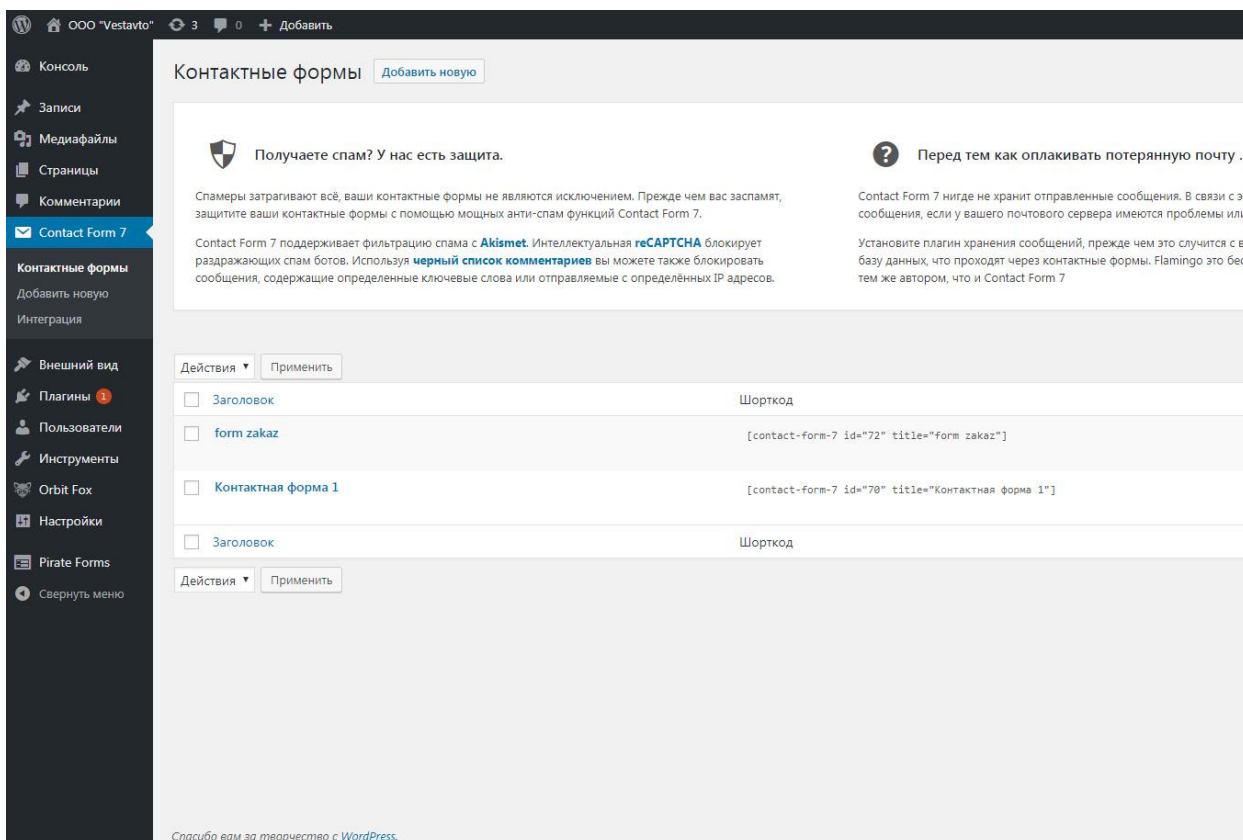 ООО "Vestavto" 3 0 Добавить
Консоль
Записи
Медиафайлы
Страницы
Комментарии
Contact Form 7
Контактные формы
Добавить новую
Интеграция
Внешний вид
Плагины 1
Пользователи
Инструменты
Orbit Fox
Настройки
Pirate Forms
Свернуть меню
Контактные формы Добавить новую
Получаете спам? У нас есть защита.
Спамеры затрагивают всё, ваши контактные формы не являются исключением. Прежде чем вас заспамят,
защитите ваши контактные формы с помощью мощных анти-спам функций Contact Form 7.
Contact Form 7 поддерживает фильтрацию спама с Akismet. Интеллектуальная reCAPTCHA блокирует
раздражающих спам ботов. Используя черный список комментариев вы можете также блокировать
сообщения, содержащие определенные ключевые слова или отправляемые с определённых IP адресов.
Перед тем как оплакивать потерянную почту .
Contact Form 7 нигде не хранит отправленные сообщения. В связи с
сообщения, если у вашего почтового сервера имеются проблемы или
Установите плагин хранения сообщений, прежде чем это случится с
базу данных, что проходят через контактные формы. Flamingo это
тем же автором, что и Contact Form 7
Действия Применить
Заголовок Шорткод
form zakaz [contact-form-7 id="72" title="form zakaz"]
Контактная форма 1 [contact-form-7 id="70" title="Контактная форма 1"]
Заголовок Шорткод
Действия Применить
Спасибо вам за творчество с WordPress.